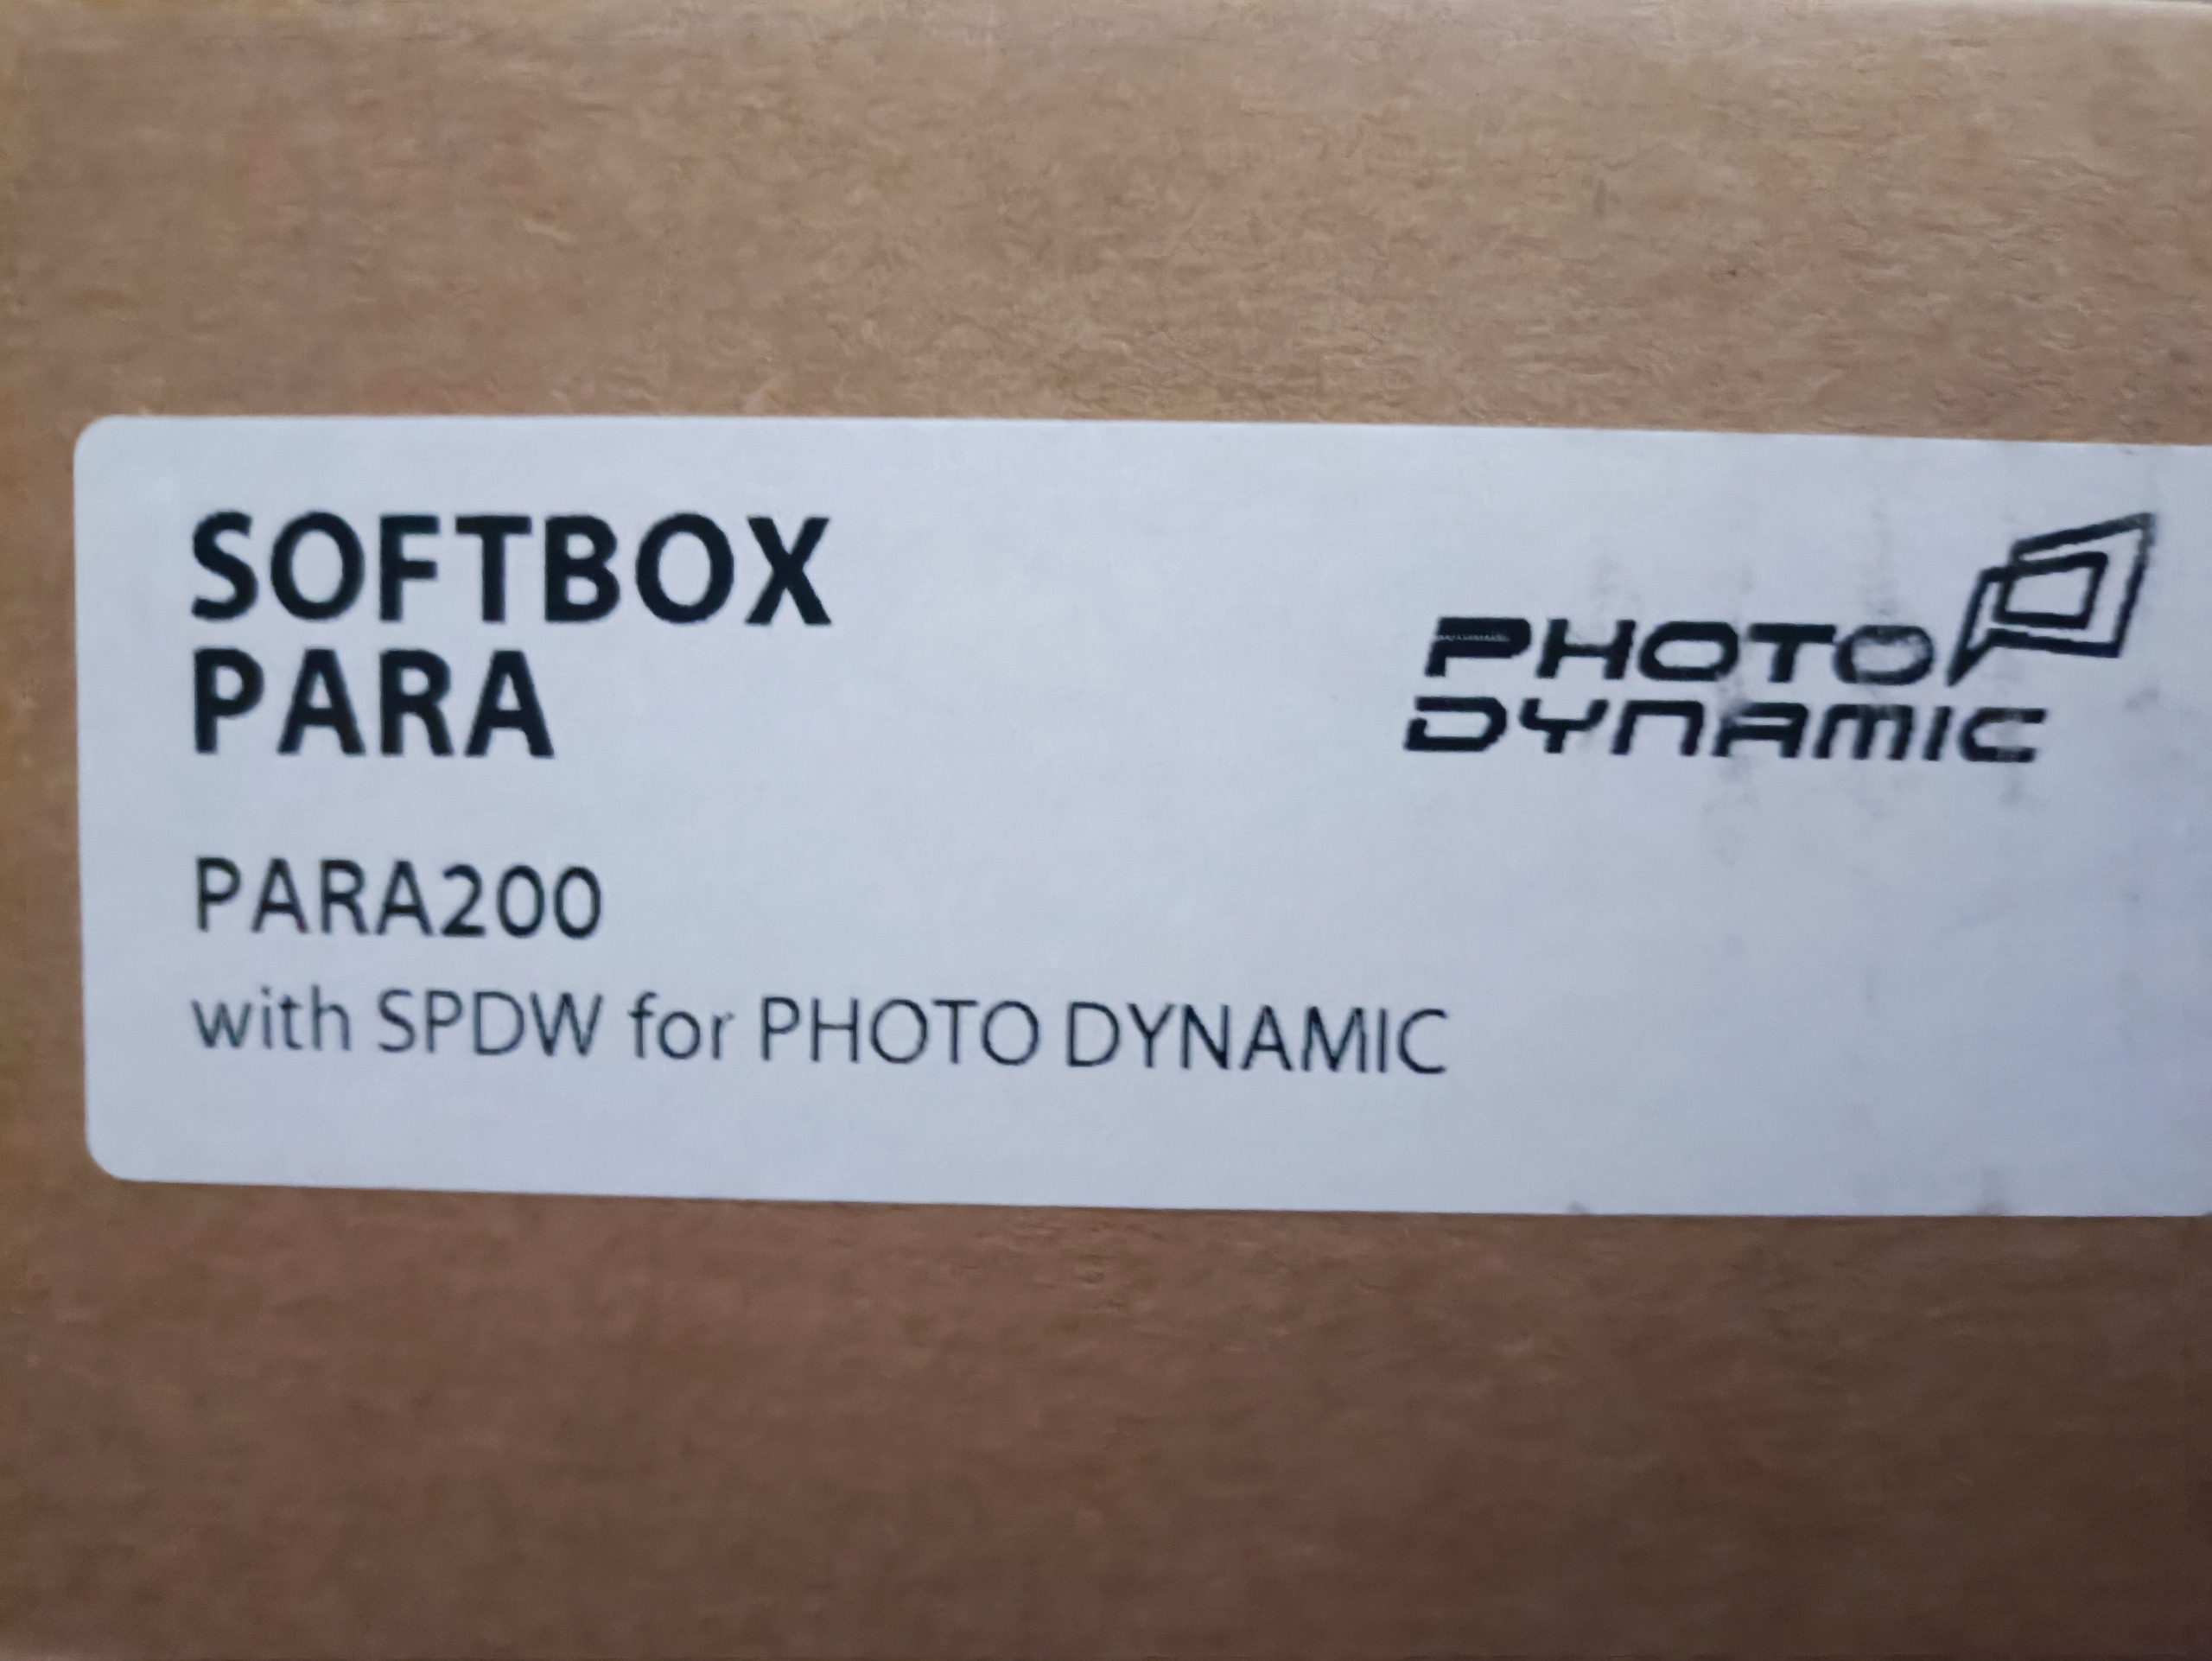 SOFTBOX
PARA
PHOTO
DYNAMIC
PARA200
with SPDW for PHOTO DYNAMIC